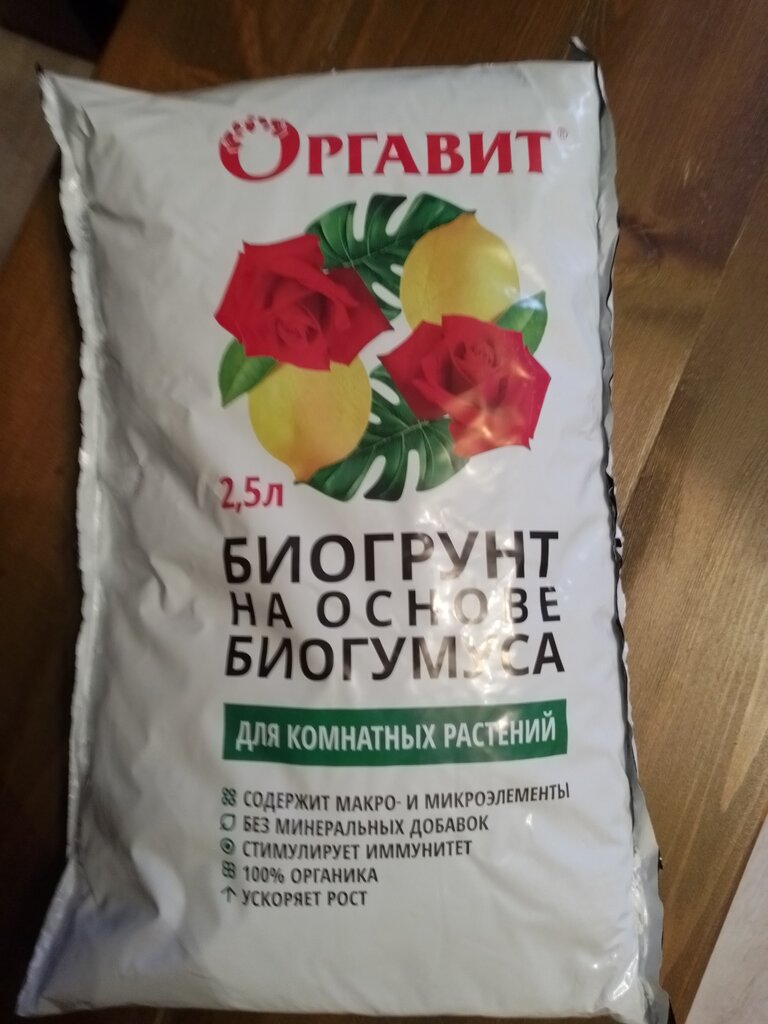 ОРГАВИТ®
2,5л
БИОГРУНТ
НА ОСНОВЕ
БИОГУМУСА
ДЛЯ КОМНАТНЫХ РАСТЕНИЙ
СОДЕРЖИТ МАКРО- И МИКРОЭЛЕМЕНТЫ
БЕЗ МИНЕРАЛЬНЫХ ДОБАВОК
СТИМУЛИРУЕТ ИММУНИТЕТ
100% ОРГАНИКА
УСКОРЯЕТ РОСТ